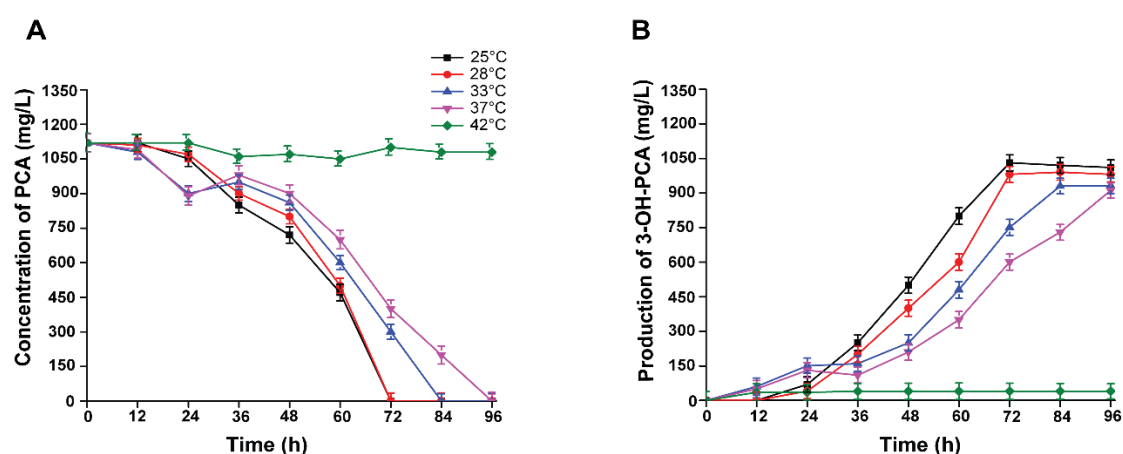 A
B
25°C
28°C
33°C
37°C
42°C
Concentration of PCA (mg/L)
1350
1200
1050
900
750
600
450
300
150
0
0 12 24 36 48 60 72 84 96
Time (h)
Production of 3-OH-PCA (mg/L)
1350
1200
1050
900
750
600
450
300
150
0
0 12 24 36 48 60 72 84 96
Time (h)